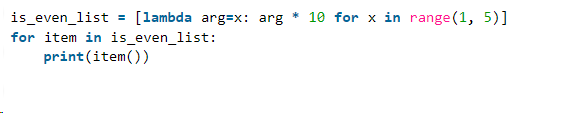 is_even_list = [lambda arg=x: arg * 10 for x in range(1, 5)]
for item in is_even_list:
    print(item())